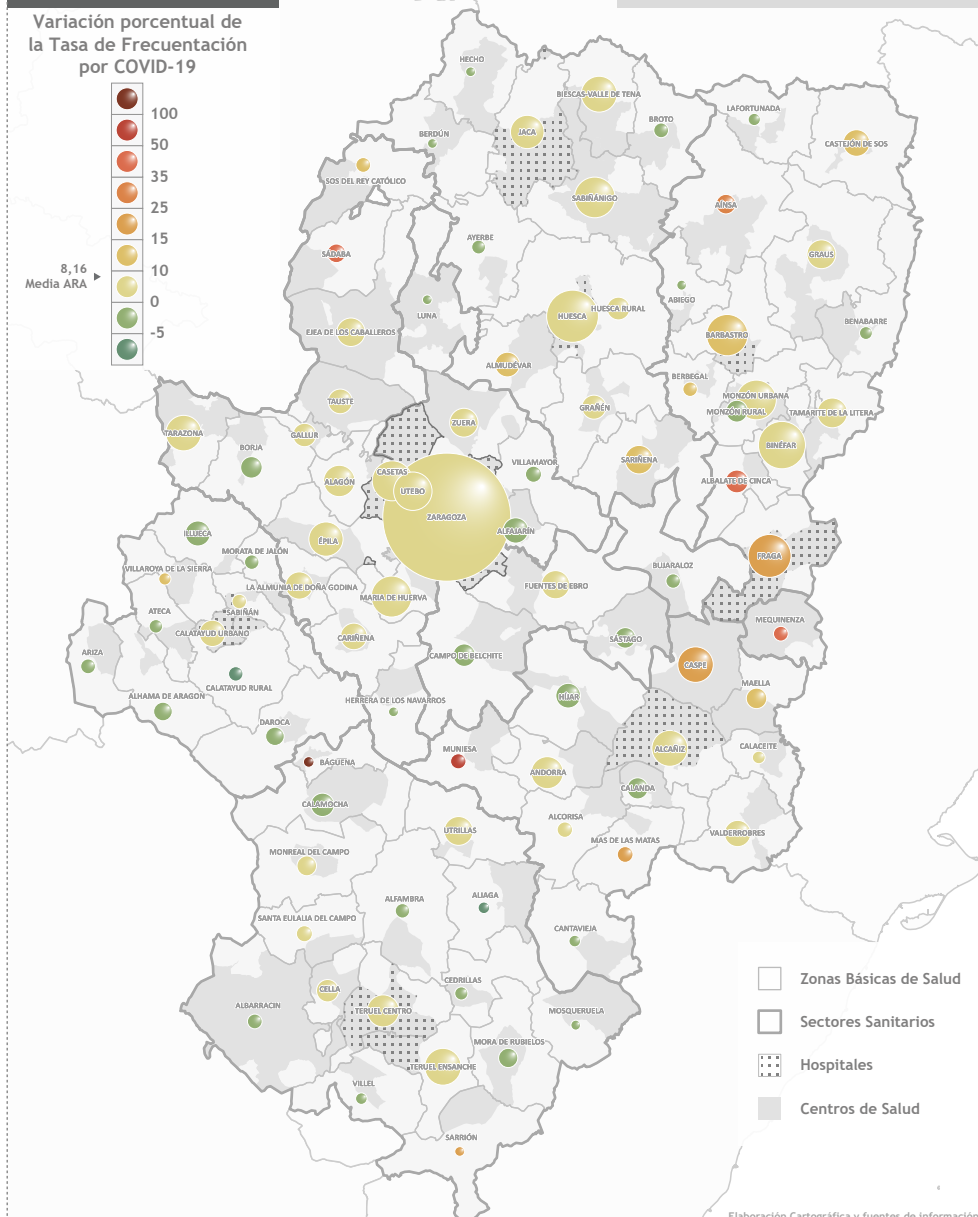 Variación porcentual de
la Tasa de Frecuentación
por COVID-19
100
50
35
25
15
10
8,16
Media ARA
0
-5
HECHO
BIESCAS-VALLE DE TENA
LAFORTUNADA
BROTO
BERDÚN
JACA
CASTEJÓN DE SOS
SOS DEL REY CATÓLICO
SABIÑÁNIGO
AÍNSA
AYERBE
SÁDABA
GRAUS
ABIEGO
LUNA
HUESCA
HUESCA RURAL
BENABARRE
EJEA DE LOS CABALLEROS
BARBASTRO
ALMUDÉVAR
BERBEGAL
MONZÓN URBANA
TAUSTE
GRAÑÉN
MONZÓN RURAL
TAMARITE DE LA LITERA
ZUERA
TARAZONA
GALLUR
BORJA
BINÉFAR
SARIÑENA
VILLAMAYOR
CASETAS
ALAGÓN
ALBALATE DE CINCA
UTEBO
ZARAGOZA
ILLUECA
ALFAJARÍN
ÉPILA
MORATA DE JALÓN
FRAGA
VILLAROYA DE LA SIERRA
BUJARALOZ
LA ALMUNIA DE DOÑA GODINA
FUENTES DE EBRO
MARIA DE HUERVA
ATECA
SABIÑÁN
MEQUINENZA
CALATAYUD URBANO
CARIÑENA
SÁSTAGO
ARIZA
CAMPO DE BELCHITE
CASPE
CALATAYUD RURAL
MAELLA
ALHAMA DE ARAGÓN
HERRERA DE LOS NAVARROS
HÍJAR
DAROCA
MUNIESA
ALCAÑIZ
CALACEITE
BÁGUENA
ANDORRA
CALANDA
CALAMOCHA
ALCORISA
UTRILLAS
VALDERROBRES
MAS DE LAS MATAS
MONREAL DEL CAMPO
ALIAGA
ALFAMBRA
SANTA EULALIA DEL CAMPO
CANTAVIEJA
CEDRILLAS
CELLA
ALBARRACIN
TERUEL CENTRO
MOSQUERUELA
MORA DE RUBIELOS
TERUEL ENSANCHE
VILLEL
SARRIÓN
Zonas Básicas de Salud
Sectores Sanitarios
Hospitales
Centros de Salud
Elaboración Cartográfica y fuentes de información